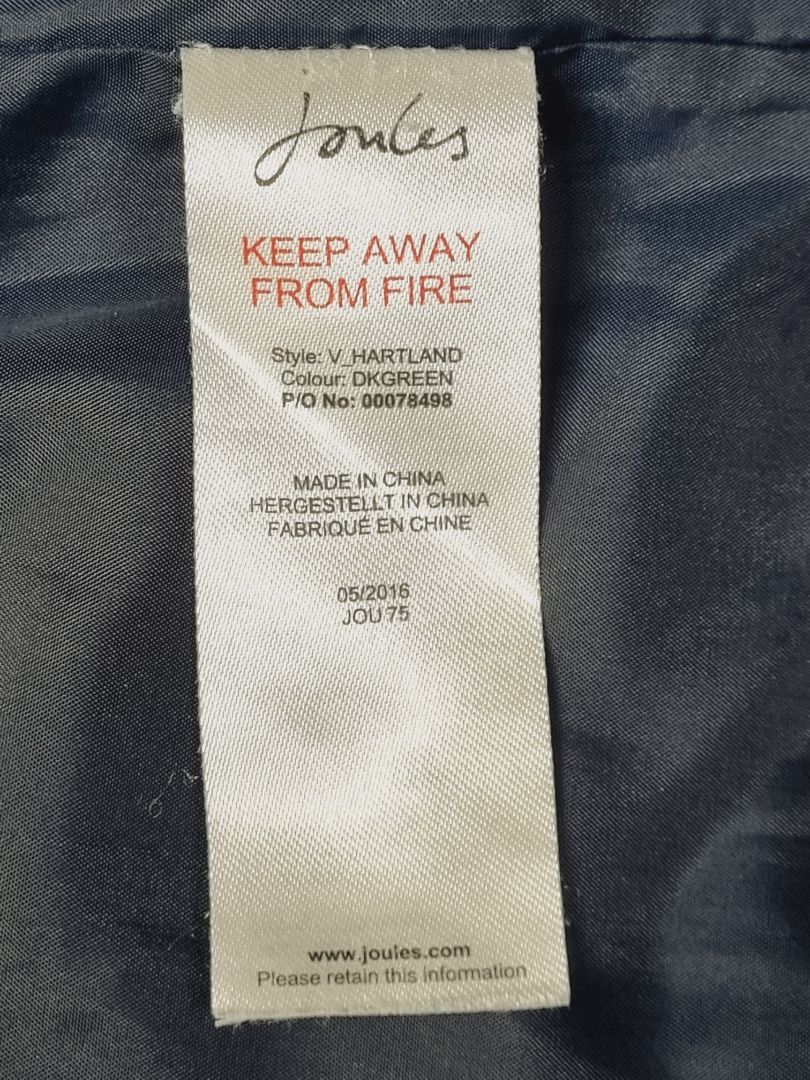 Joules
KEEP AWAY
FROM FIRE
Style: V_HARTLAND
Colour: DKGREEN
P/O No: 00078498
MADE IN CHINA
HERGESTELLT IN CHINA
FABRIQUÉ EN CHINE
05/2016
JOU 75
www.joules.com
Please retain this information